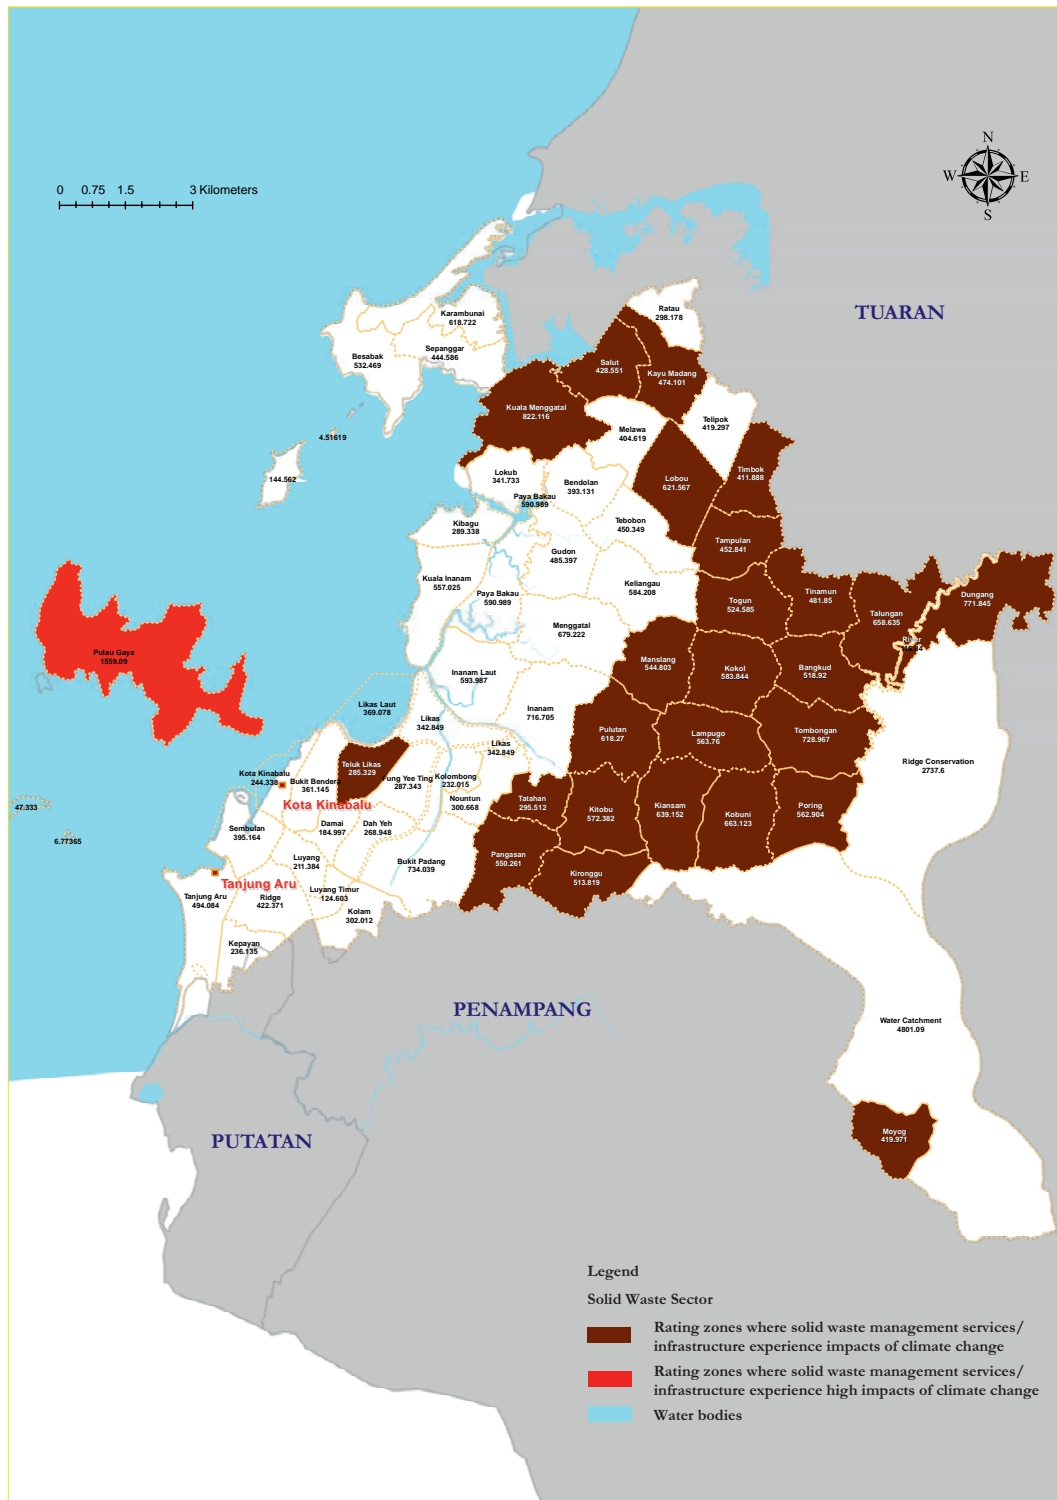 N
W E
S
0 0.75 1.5 3 Kilometers
TUARAN
Ratau
298.178
Karambunai
618.722
Sepanggar
444.586
Besabak
532.469
Salut
428.551
Kayu Madang
474.101
Kuala Menggatal
822.116
Telipok
419.297
Melawa
404.619
4.51619
144.562
Lokub
341.733
Bendolan
393.131
Lobou
621.567
Timbok
411.888
Paya Bakau
590.989
Kibagu
289.338
Tebobon
450.349
Tampulan
452.841
Gudon
485.397
Kuala Inanam
557.025
Paya Bakau
590.989
Keliangau
584.208
Togun
524.585
Tinamun
481.85
Talungan
658.635
Dungang
771.845
River
Menggatal
679.222
Pulau Gaya
1559.09
Manslang
544.803
Kokol
583.844
Bangkud
518.92
Inanam Laut
593.987
Likas Laut
369.078
Likas
342.849
Inanam
716.705
Pulutan
618.27
Lampugo
563.76
Tombongan
728.967
Ridge Conservation
2737.6
Likas
342.849
Teluk Likas
285.329
Kota Kinabalu
244.338
Bukit Bendera
361.145
Fung Yee Ting
287.343
Kolombong
232.015
Nountun
300.668
Tatahan
295.512
Kitobu
572.382
Kiansam
639.152
Kobuni
663.123
Poring
562.904
47.333
6.77365
Kota Kinabalu
Sembulan
395.164
Damai
184.997
Dah Yeh
268.948
Luyang
211.384
Bukit Padang
734.039
Pangasan
550.261
Kironggu
513.819
Tanjung Aru
Tanjung Aru
494.084
Ridge
422.371
Luyang Timur
124.603
Kolam
302.012
Kepayan
236.135
PENAMPANG
Water Catchment
4801.09
PUTATAN
Moyog
419.971
Legend
Solid Waste Sector
Rating zones where solid waste management services/
infrastructure experience impacts of climate change
Rating zones where solid waste management services/
infrastructure experience high impacts of climate change
Water bodies